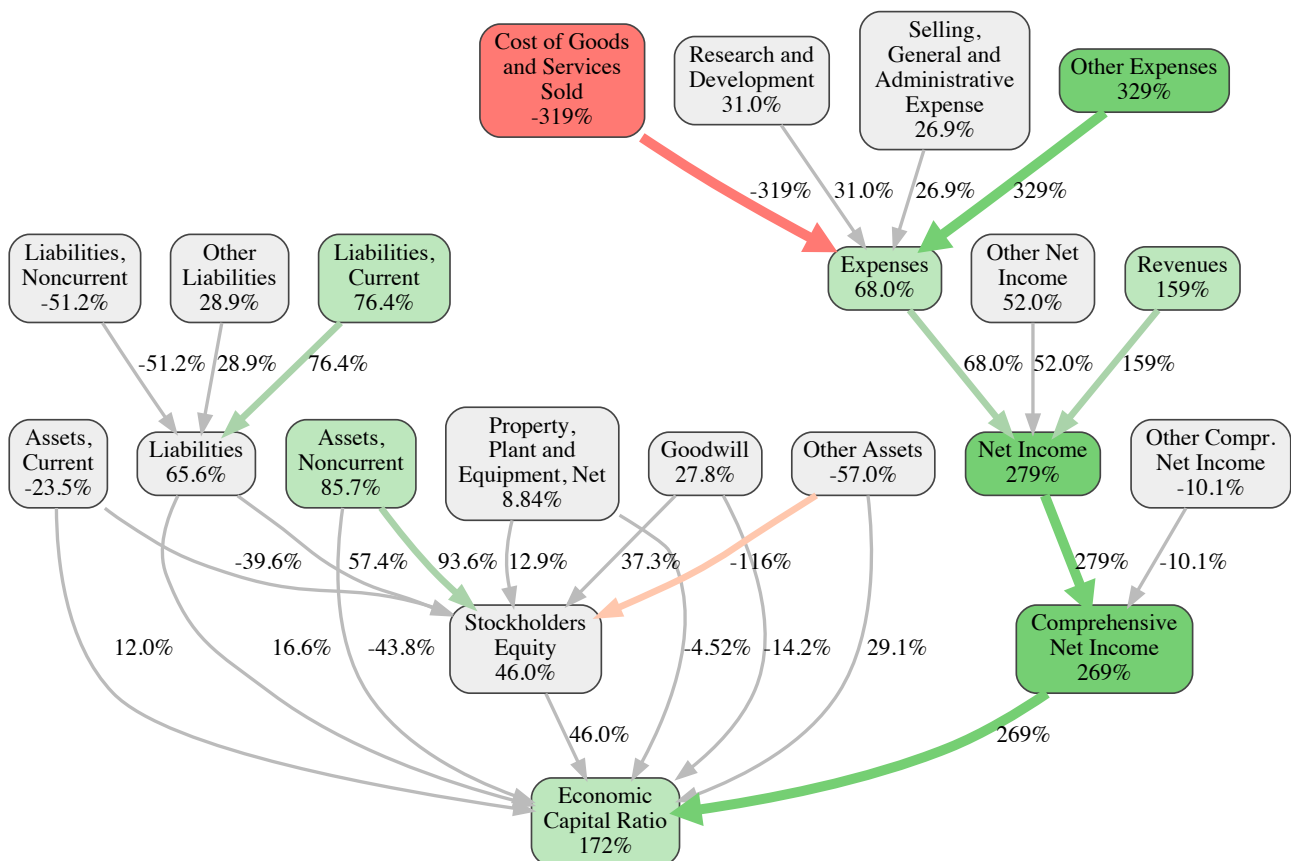 Cost of Goods
and Services
Sold
-319%
Research and
Development
31.0%
Selling,
General and
Administrative
Expense
26.9%
Other Expenses
329%
-319%
31.0%
26.9%
329%
Liabilities,
Noncurrent
-51.2%
Other
Liabilities
28.9%
Liabilities,
Current
76.4%
Expenses
68.0%
Other Net
Income
52.0%
Revenues
159%
-51.2%
28.9%
76.4%
68.0%
52.0%
159%
Assets,
Current
-23.5%
Liabilities
65.6%
Assets,
Noncurrent
85.7%
Property,
Plant and
Equipment, Net
8.84%
Goodwill
27.8%
Other Assets
-57.0%
Net Income
279%
Other Compr.
Net Income
-10.1%
-39.6%
57.4%
93.6%
12.9%
37.3%
-116%
279%
-10.1%
Stockholders
Equity
46.0%
Comprehensive
Net Income
269%
12.0%
16.6%
-43.8%
-4.52%
-14.2%
29.1%
46.0%
269%
Economic
Capital Ratio
172%